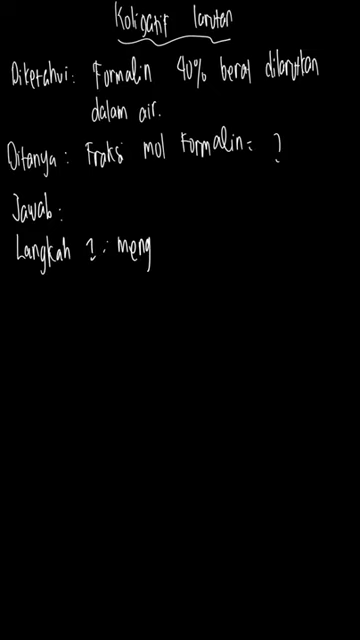 Koligatif larutan
Diketahui: Formalin 40% berat dilarutkan
dalam air.
Ditanya: Fraksi mol Formalin = ?
Jawab:
Langkah 1: meng